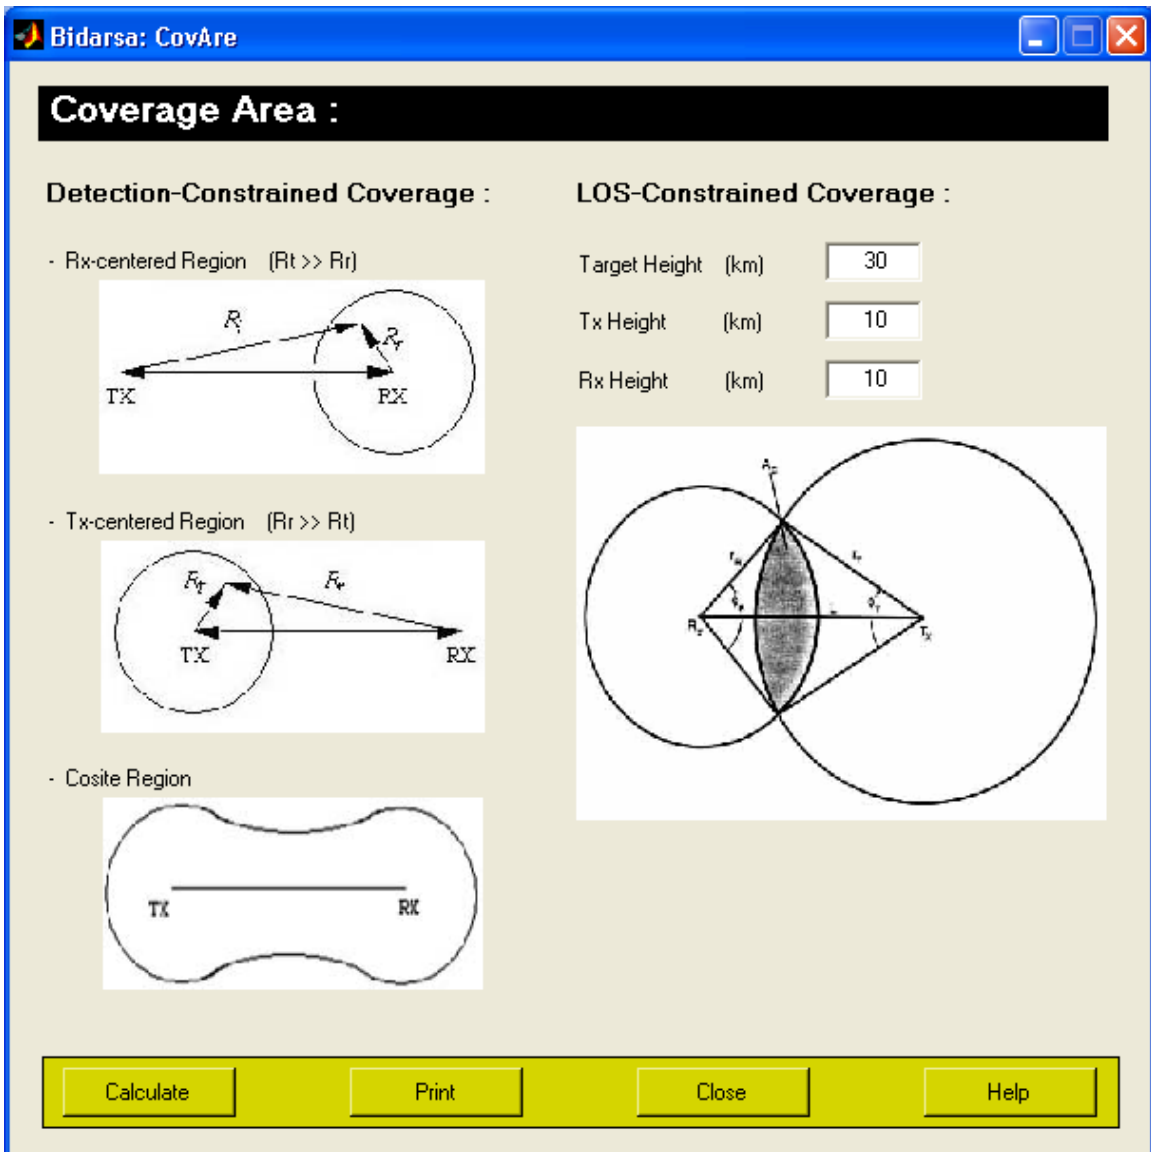 Bidarsa: CovAre
Coverage Area :
Detection-Constrained Coverage :
- Rx-centered Region (Rt >> Rr)
TX
RX
Rr
- Tx-centered Region (Rr >> Rt)
TX
RX
- Cosite Region
TX
RX
LOS-Constrained Coverage :
Target Height (km) 30
Tx Height (km) 10
Rx Height (km) 10
Calculate
Print
Close
Help